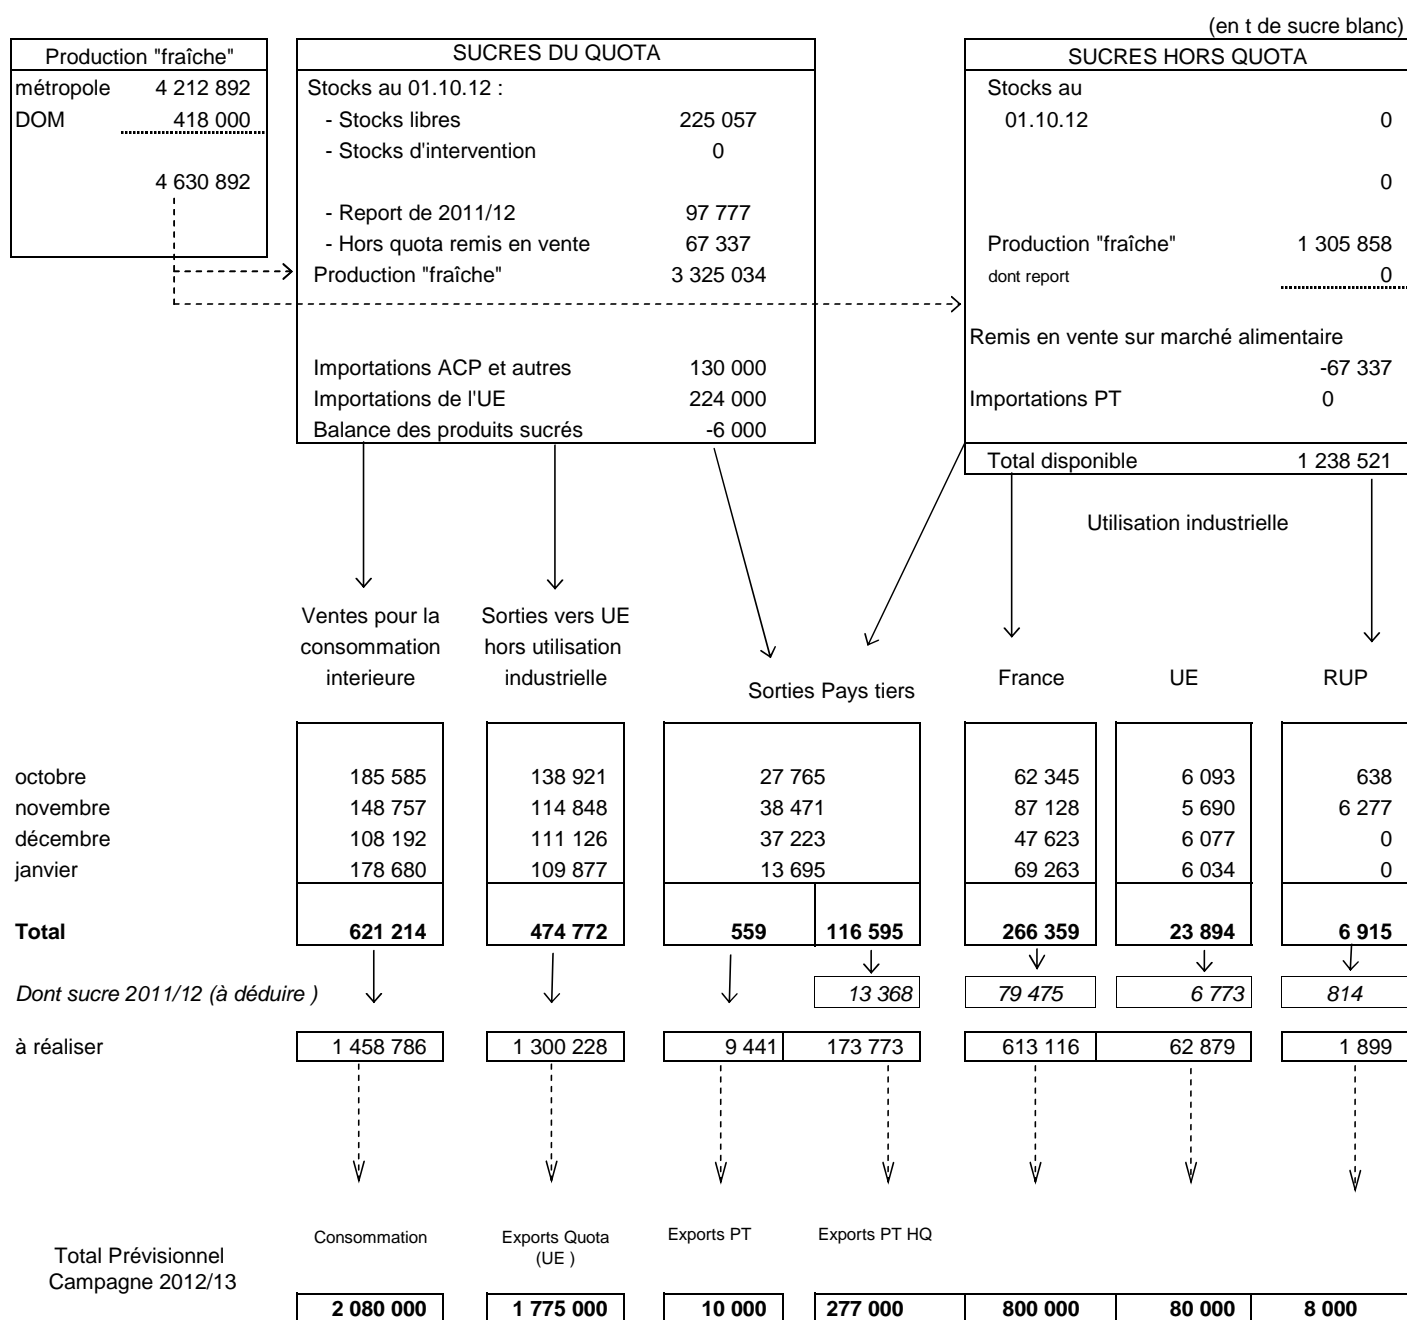 (en t de sucre blanc)
Production "fraîche" SUCRES DU QUOTA SUCRES HORS QUOTA
métropole 4 212 892 Stocks au 01.10.12 : Stocks au
DOM 418 000 - Stocks libres 225 057 01.10.12 0
- Stocks d'intervention 0
4 630 892 0
- Report de 2011/12 97 777
- Hors quota remis en vente 67 337 Production "fraîche" 1 305 858
Production "fraîche" 3 325 034 dont report 0
Remis en vente sur marché alimentaire
Importations ACP et autres 130 000 -67 337
Importations de l'UE 224 000 Importations PT 0
Balance des produits sucrés -6 000
Total disponible 1 238 521
Utilisation industrielle
Ventes pour la Sorties vers UE
consommation hors utilisation
interieure industrielle Sorties Pays tiers France UE RUP
octobre 185 585 138 921 27 765 62 345 6 093 638
novembre 148 757 114 848 38 471 87 128 5 690 6 277
décembre 108 192 111 126 37 223 47 623 6 077 0
janvier 178 680 109 877 13 695 69 263 6 034 0
Total 621 214 474 772 559 116 595 266 359 23 894 6 915
Dont sucre 2011/12 (à déduire ) 13 368 79 475 6 773 814
à réaliser 1 458 786 1 300 228 9 441 173 773 613 116 62 879 1 899
Consommation Exports Quota Exports PT Exports PT HQ
(UE )
Total Prévisionnel
Campagne 2012/13
2 080 000 1 775 000 10 000 277 000 800 000 80 000 8 000